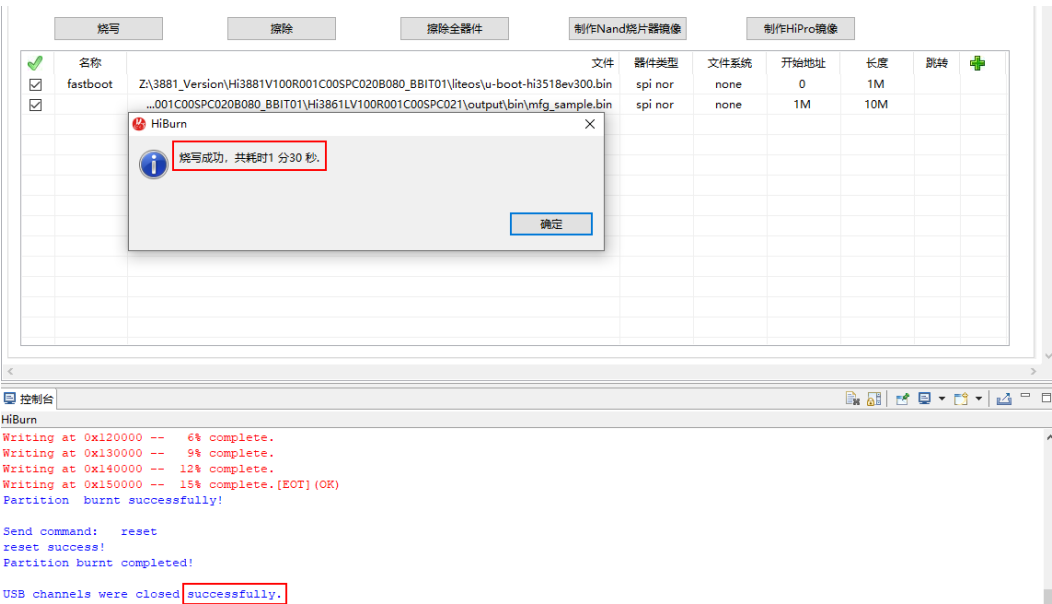 烧写 擦除 擦除全器件 制作Nand烧片器镜像 制作HiPro镜像
名称 文件 器件类型 文件系统 开始地址 长度 跳转
fastboot Z:\3881_Version\Hi3881V100R001C00SPC020B080_BBIT01\liteos\u-boot-hi3518ev300.bin spi nor none 0 1M
...001C00SPC020B080_BBIT01\Hi3861LV100R001C00SPC021\output\bin\mfg_sample.bin spi nor none 1M 10M
HiBurn
烧写成功，共耗时1 分30 秒.
确定
控制台
HiBurn
Writing at 0x120000 -- 6% complete.
Writing at 0x130000 -- 9% complete.
Writing at 0x140000 -- 12% complete.
Writing at 0x150000 -- 15% complete.[EOT](OK)
Partition burnt successfully!
Send command: reset
reset success!
Partition burnt completed!
USB channels were closed successfully.